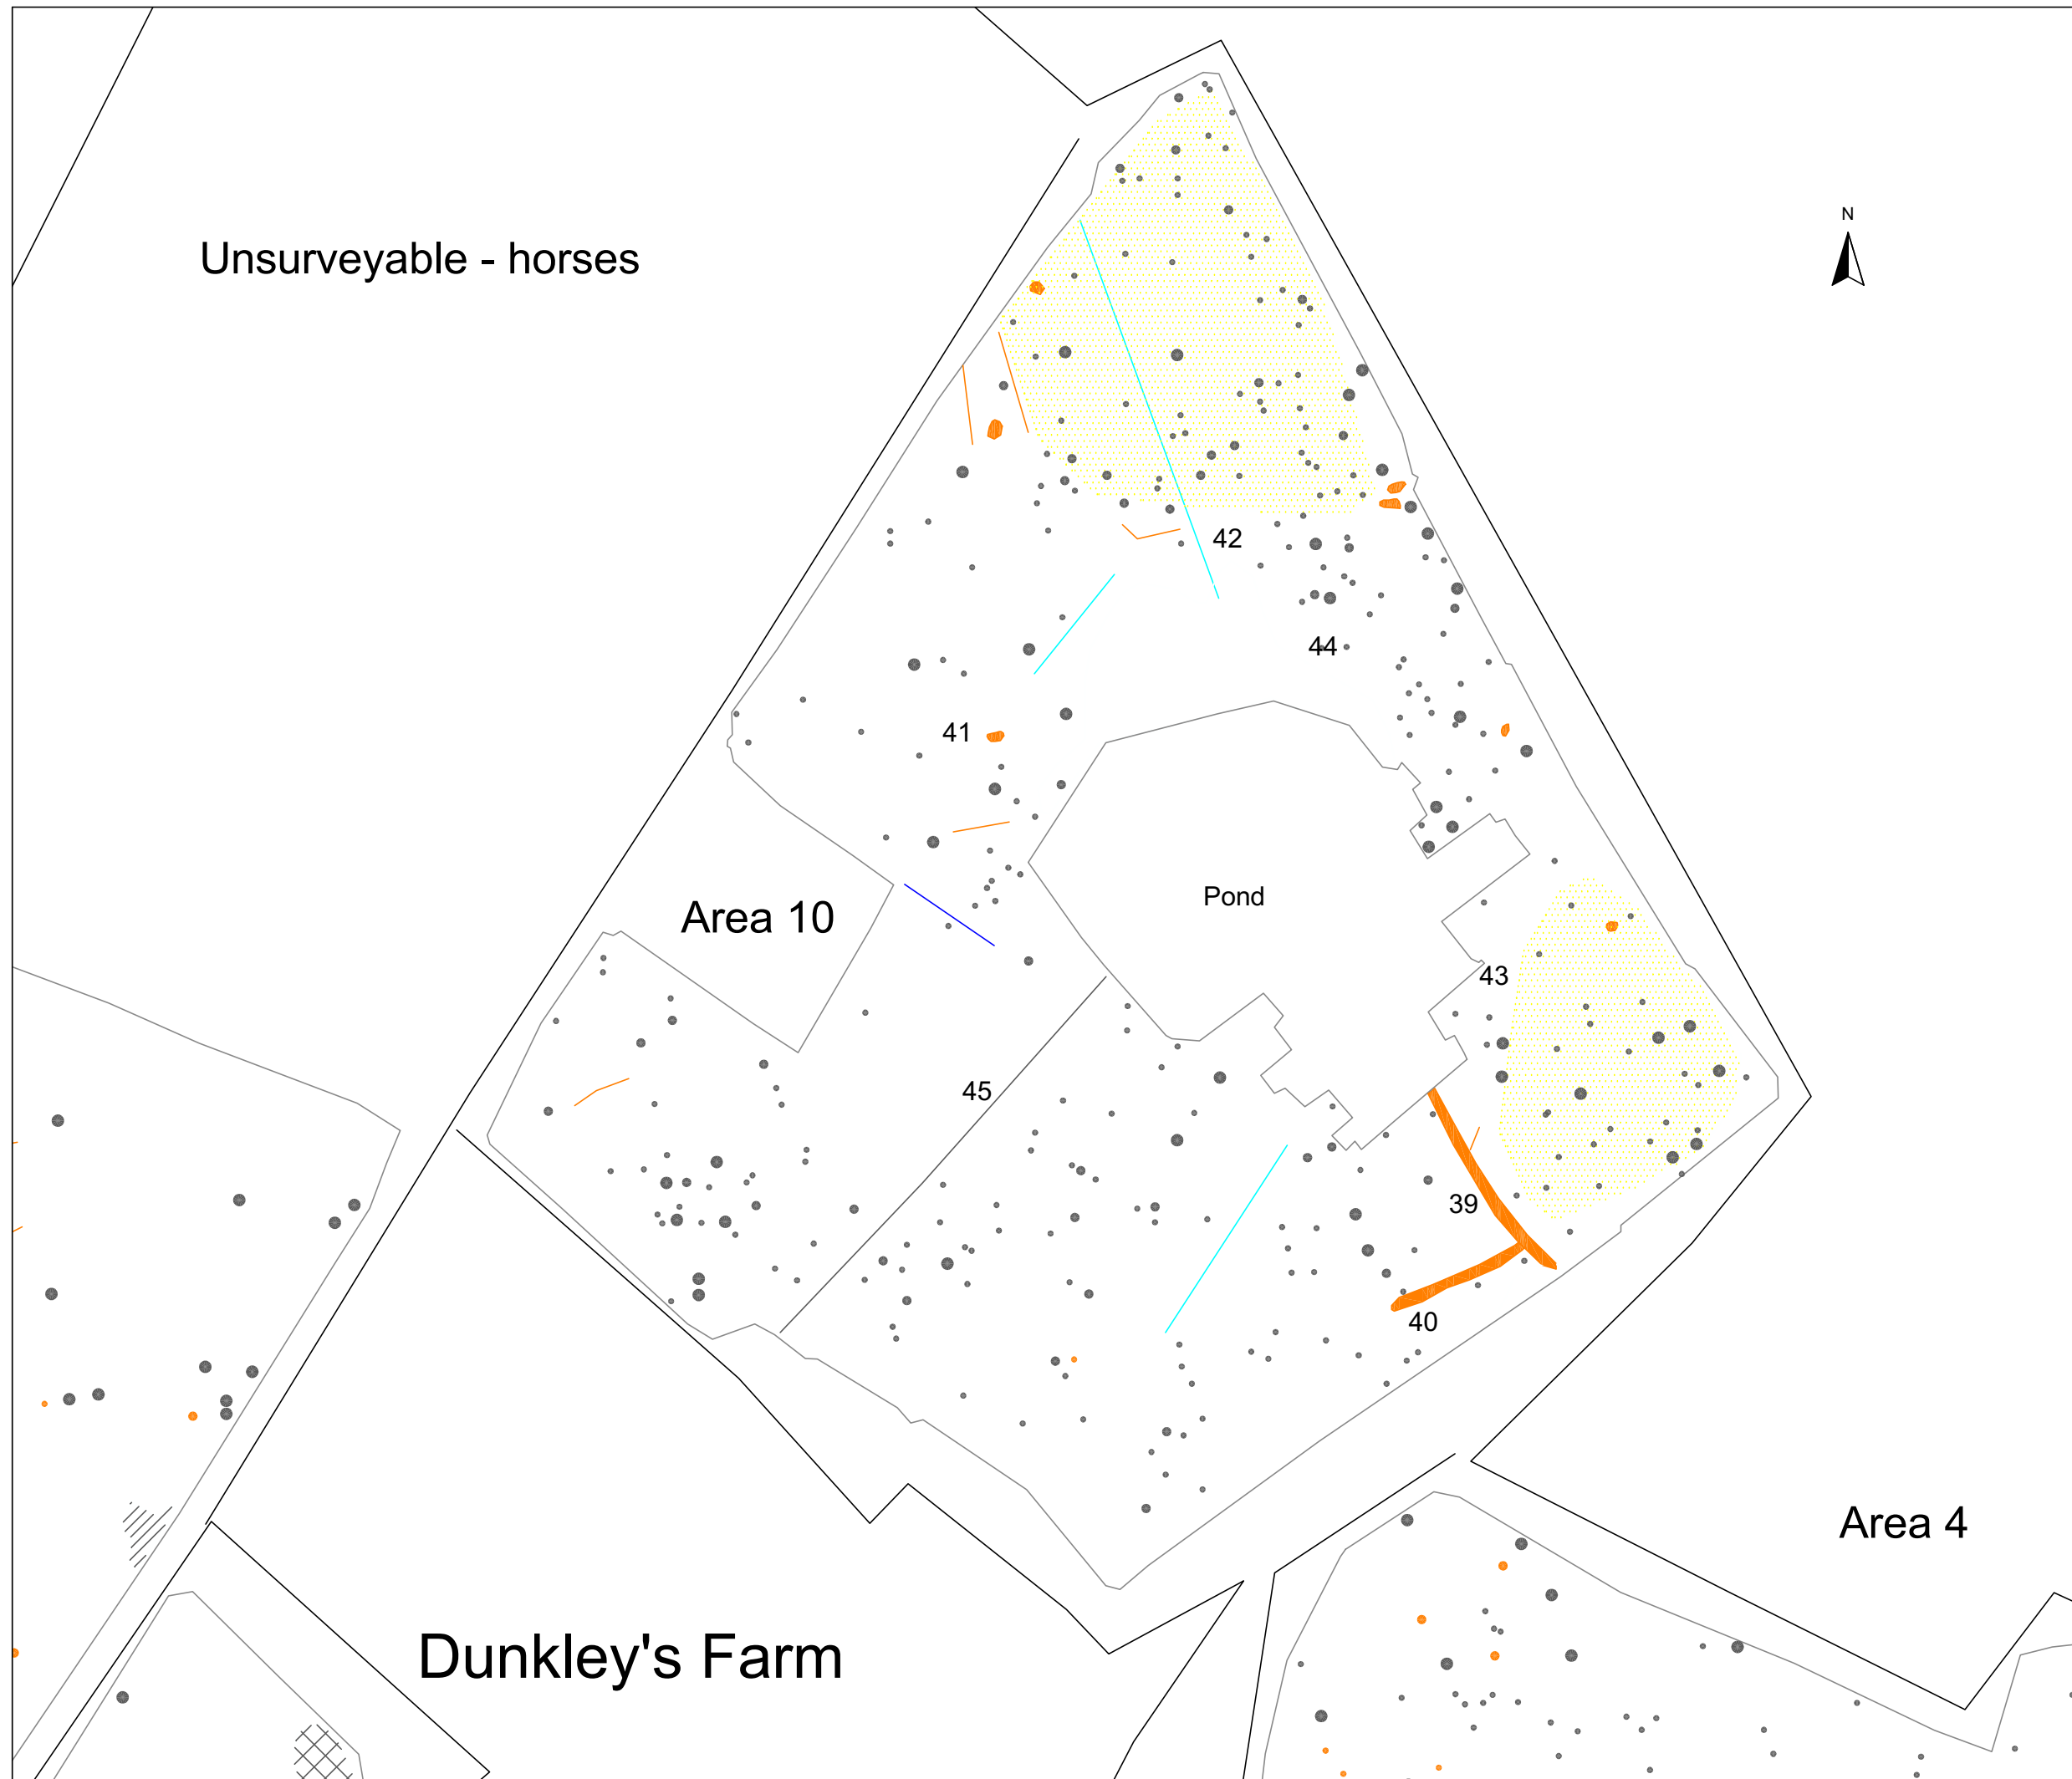 N
Unsurveyable - horses
42
44
41
Pond
Area 10
43
45
39
40
Area 4
Dunkley's Farm